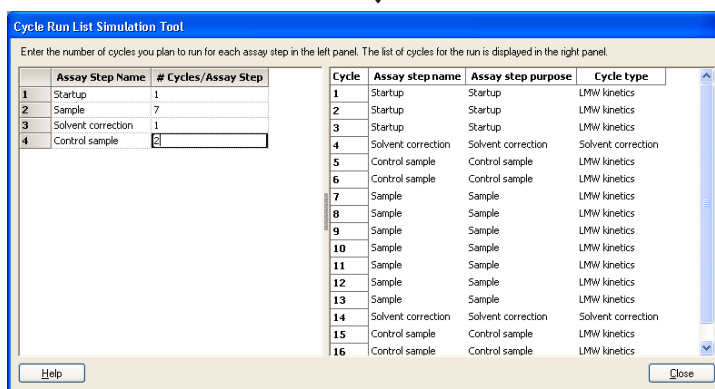 Cycle Run List Simulation Tool
Enter the number of cycles you plan to run for each assay step in the left panel. The list of cycles for the run is displayed in the right panel.
Assay Step Name # Cycles/Assay Step
1 Startup 1
2 Sample 7
3 Solvent correction 1
4 Control sample 2
Cycle Assay step name Assay step purpose Cycle type
1 Startup Startup LMW kinetics
2 Startup Startup LMW kinetics
3 Startup Startup LMW kinetics
4 Solvent correction Solvent correction Solvent correction
5 Control sample Control sample LMW kinetics
6 Control sample Control sample LMW kinetics
7 Sample Sample LMW kinetics
8 Sample Sample LMW kinetics
9 Sample Sample LMW kinetics
10 Sample Sample LMW kinetics
11 Sample Sample LMW kinetics
12 Sample Sample LMW kinetics
13 Sample Sample LMW kinetics
14 Solvent correction Solvent correction Solvent correction
15 Control sample Control sample LMW kinetics
16 Control sample Control sample LMW kinetics
Help
Close